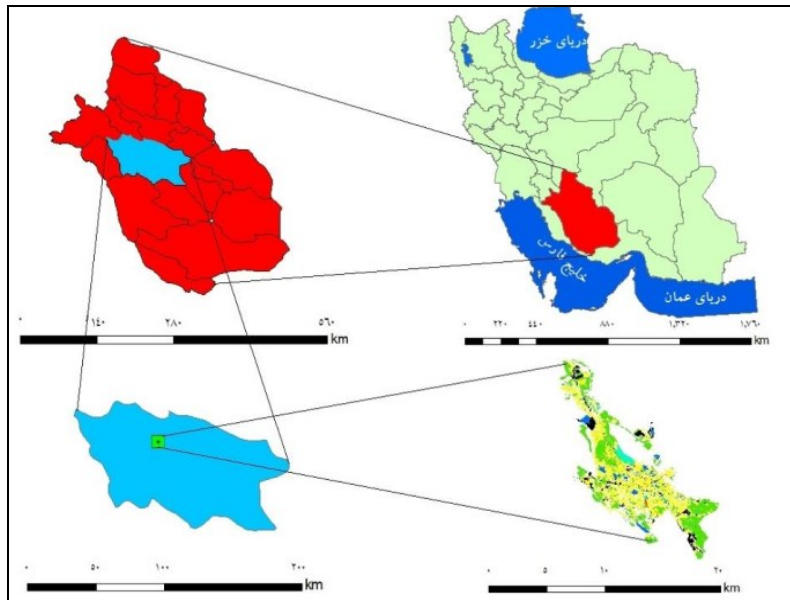 دریای خزر
خلیج فارس
دریای عمان
۰ ۱۴۰ ۲۸۰ ۵۶۰
km
۰ ۲۲۰ ۴۴۰ ۸۸۰ ۱,۳۲۰ ۱,۷۶۰
km
۰ ۵۰ ۱۰۰ ۲۰۰
km
۰ ۵ ۱۰ ۲۰
km